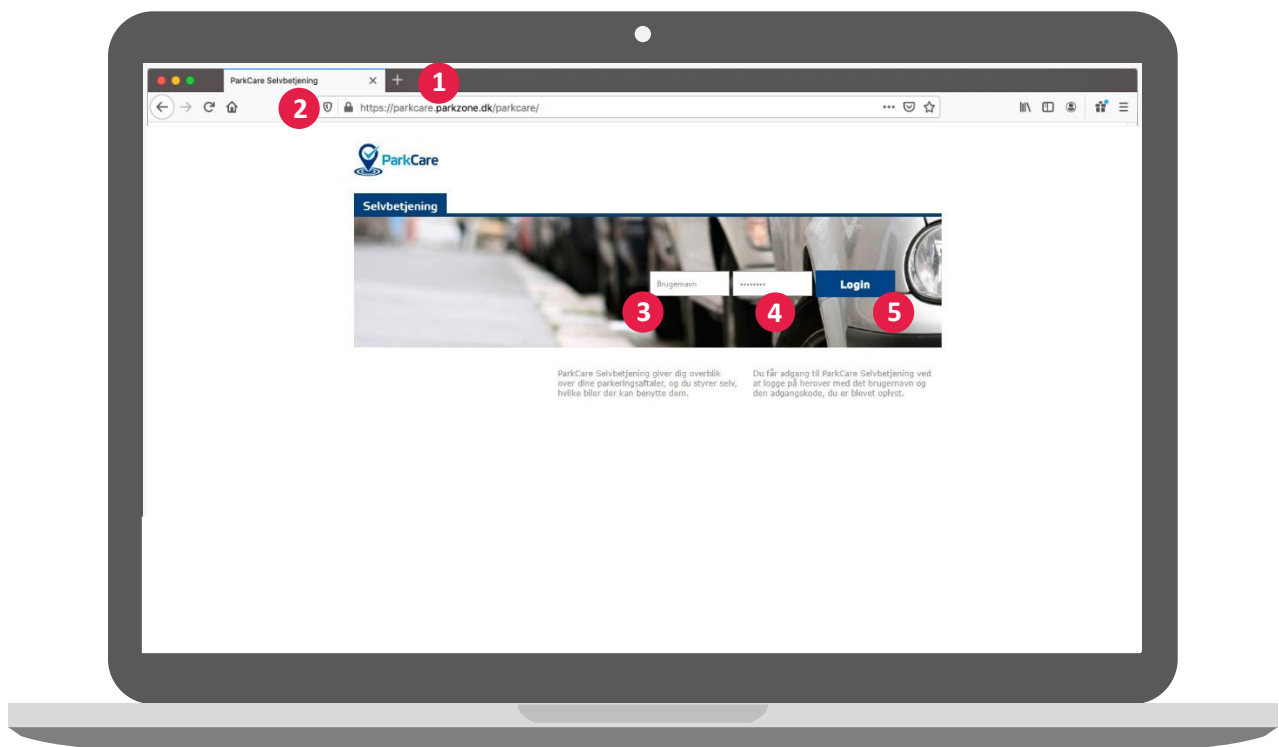 ParkCare Selvbetjening
1
2
https://parkcare.parkzone.dk/parkcare/
ParkCare
Selvbetjening
Brugernavn
Login
3
4
5
ParkCare Selvbetjening giver dig overblik
over dine parkeringsaftaler, og du styrer selv,
hvilke biler der kan benytte dem.
Du får adgang til ParkCare Selvbetjening ved
at logge på herover med det brugernavn og
den adgangskode, du er blevet oplyst.